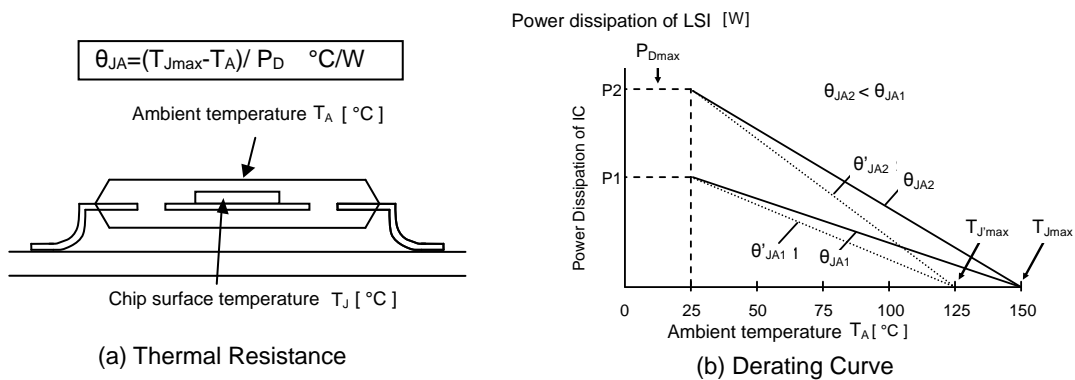 θJA=(TJmax-TA)/ PD °C/W
Ambient temperature TA [ °C]
Chip surface temperature TJ [ °C]
(a) Thermal Resistance
Power dissipation of LSI [W]
PDmax
P2
θJA2 < θJA1
θ'JA2
θJA2
P1
Power Dissipation of IC
TJ'max
TJmax
θ'JA1
θJA1
0 25 50 75 100 125 150
Ambient temperature TA[ °C]
(b) Derating Curve